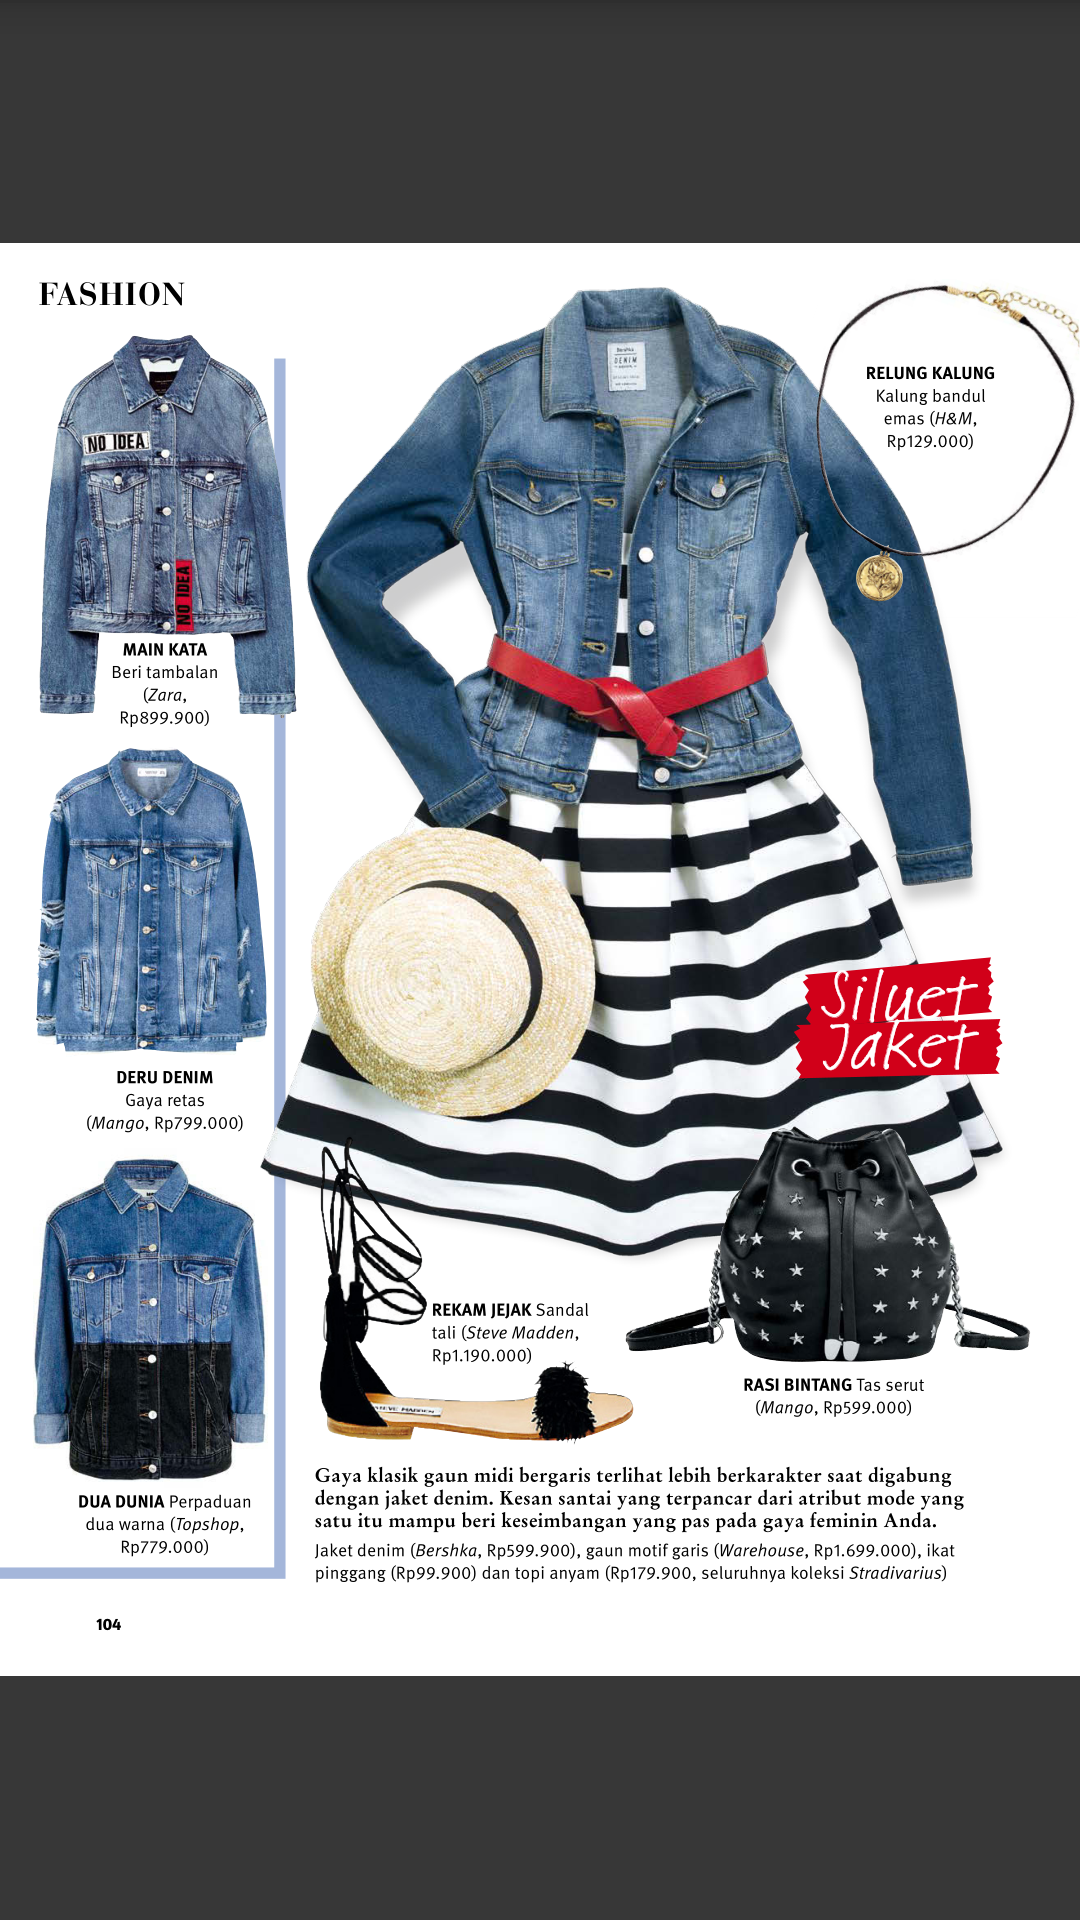 FASHION
NO IDEA
NO IDEA
MAIN KATA
Beri tambalan
(Zara,
Rp899.900)
DERU DENIM
Gaya retas
(Mango, Rp799.000)
DUA DUNIA Perpaduan
dua warna (Topshop,
Rp779.000)
Bershka
DENIM
RELUNG KALUNG
Kalung bandul
emas (H&M,
Rp129.000)
Siluet
Jaket
REKAM JEJAK Sandal
tali (Steve Madden,
Rp1.190.000)
STEVE MADDEN
RASI BINTANG Tas serut
(Mango, Rp599.000)
Gaya klasik gaun midi bergaris terlihat lebih berkarakter saat digabung
dengan jaket denim. Kesan santai yang terpancar dari atribut mode yang
satu itu mampu beri keseimbangan yang pas pada gaya feminin Anda.
Jaket denim (Bershka, Rp599.900), gaun motif garis (Warehouse, Rp1.699.000), ikat
pinggang (Rp99.900) dan topi anyam (Rp179.900, seluruhnya koleksi Stradivarius)
104